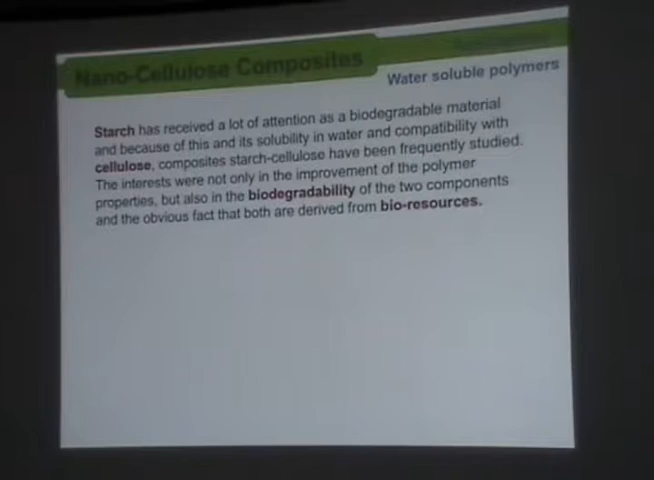 Nano-Cellulose Composites
Water soluble polymers
Starch has received a lot of attention as a biodegradable material
and because of this and its solubility in water and compatibility with
cellulose, composites starch-cellulose have been frequently studied.
The interests were not only in the improvement of the polymer
properties, but also in the biodegradability of the two components
and the obvious fact that both are derived from bio-resources.